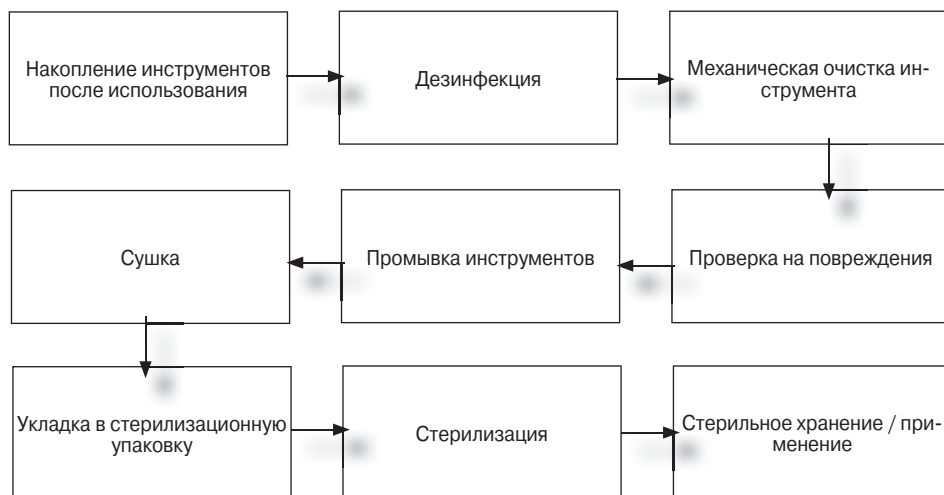 Накопление инструментов
после использования
Дезинфекция
Механическая очистка ин-
струмента
Проверка на повреждения
Промывка инструментов
Сушка
Укладка в стерилизационную
упаковку
Стерилизация
Стерильное хранение / при-
менение